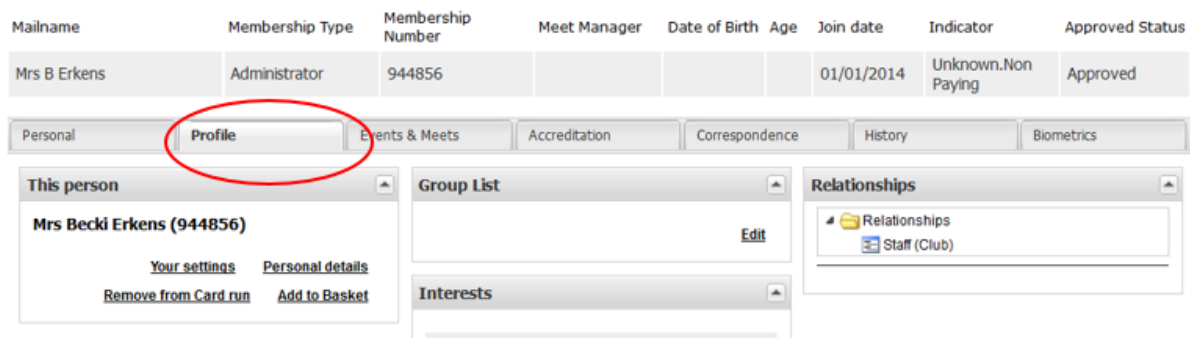 Mailname Membership Type Membership Number Meet Manager Date of Birth Age Join date Indicator Approved Status
Mrs B Erkens Administrator 944856 01/01/2014 Unknown.Non Paying Approved
Personal Profile Events & Meets Accreditation Correspondence History Biometrics
This person Group List Relationships
Mrs Becki Erkens (944856) Relationships
Edit Staff (Club)
Your settings Personal details
Remove from Card run Add to Basket Interests